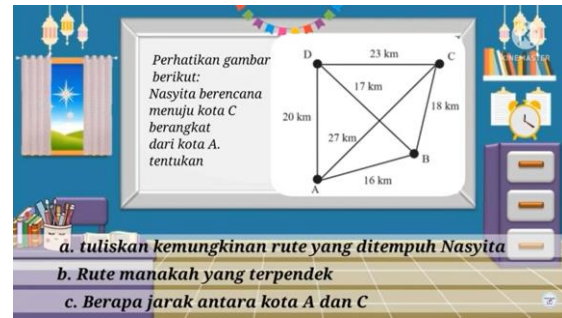 Perhatikan gambar
berikut:
Nasyita berencana
menuju kota C
berangkat
dari kota A.
tentukan
D
23 km
C
17 km
18 km
20 km
27 km
B
16 km
A
a. tuliskan kemungkinan rute yang ditempuh Nasyita
b. Rute manakah yang terpendek
c. Berapa jarak antara kota A dan C